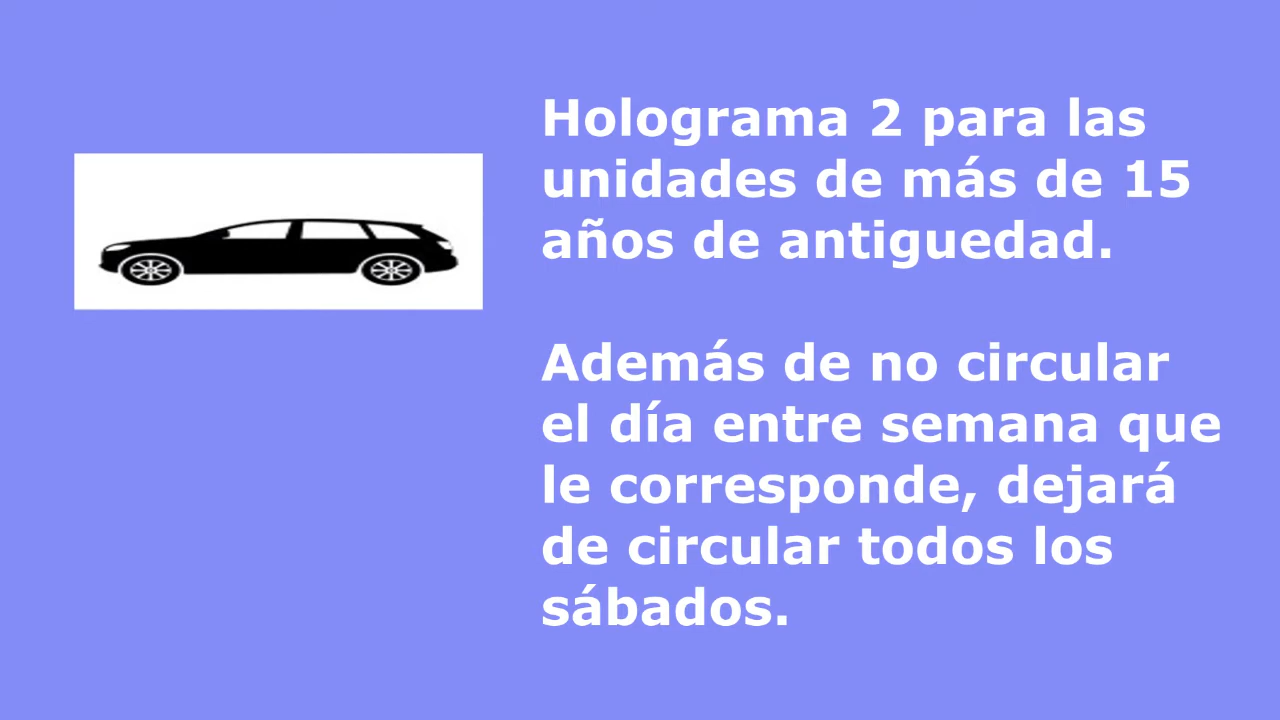 Holograma 2 para las
unidades de más de 15
años de antiguedad.
Además de no circular
el día entre semana que
le corresponde, dejará
de circular todos los
sábados.